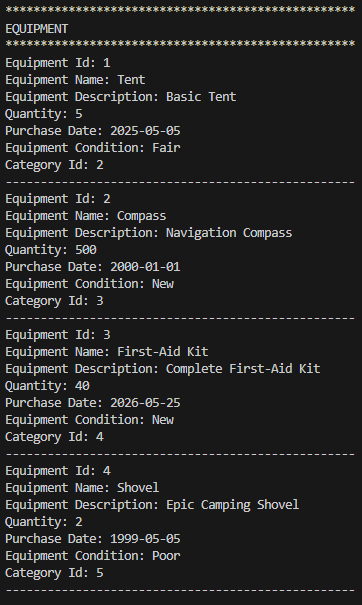 **************************************************
EQUIPMENT
**************************************************
Equipment Id: 1
Equipment Name: Tent
Equipment Description: Basic Tent
Quantity: 5
Purchase Date: 2025-05-05
Equipment Condition: Fair
Category Id: 2
--------------------------------------------------
Equipment Id: 2
Equipment Name: Compass
Equipment Description: Navigation Compass
Quantity: 500
Purchase Date: 2000-01-01
Equipment Condition: New
Category Id: 3
--------------------------------------------------
Equipment Id: 3
Equipment Name: First-Aid Kit
Equipment Description: Complete First-Aid Kit
Quantity: 40
Purchase Date: 2026-05-25
Equipment Condition: New
Category Id: 4
--------------------------------------------------
Equipment Id: 4
Equipment Name: Shovel
Equipment Description: Epic Camping Shovel
Quantity: 2
Purchase Date: 1999-05-05
Equipment Condition: Poor
Category Id: 5
--------------------------------------------------